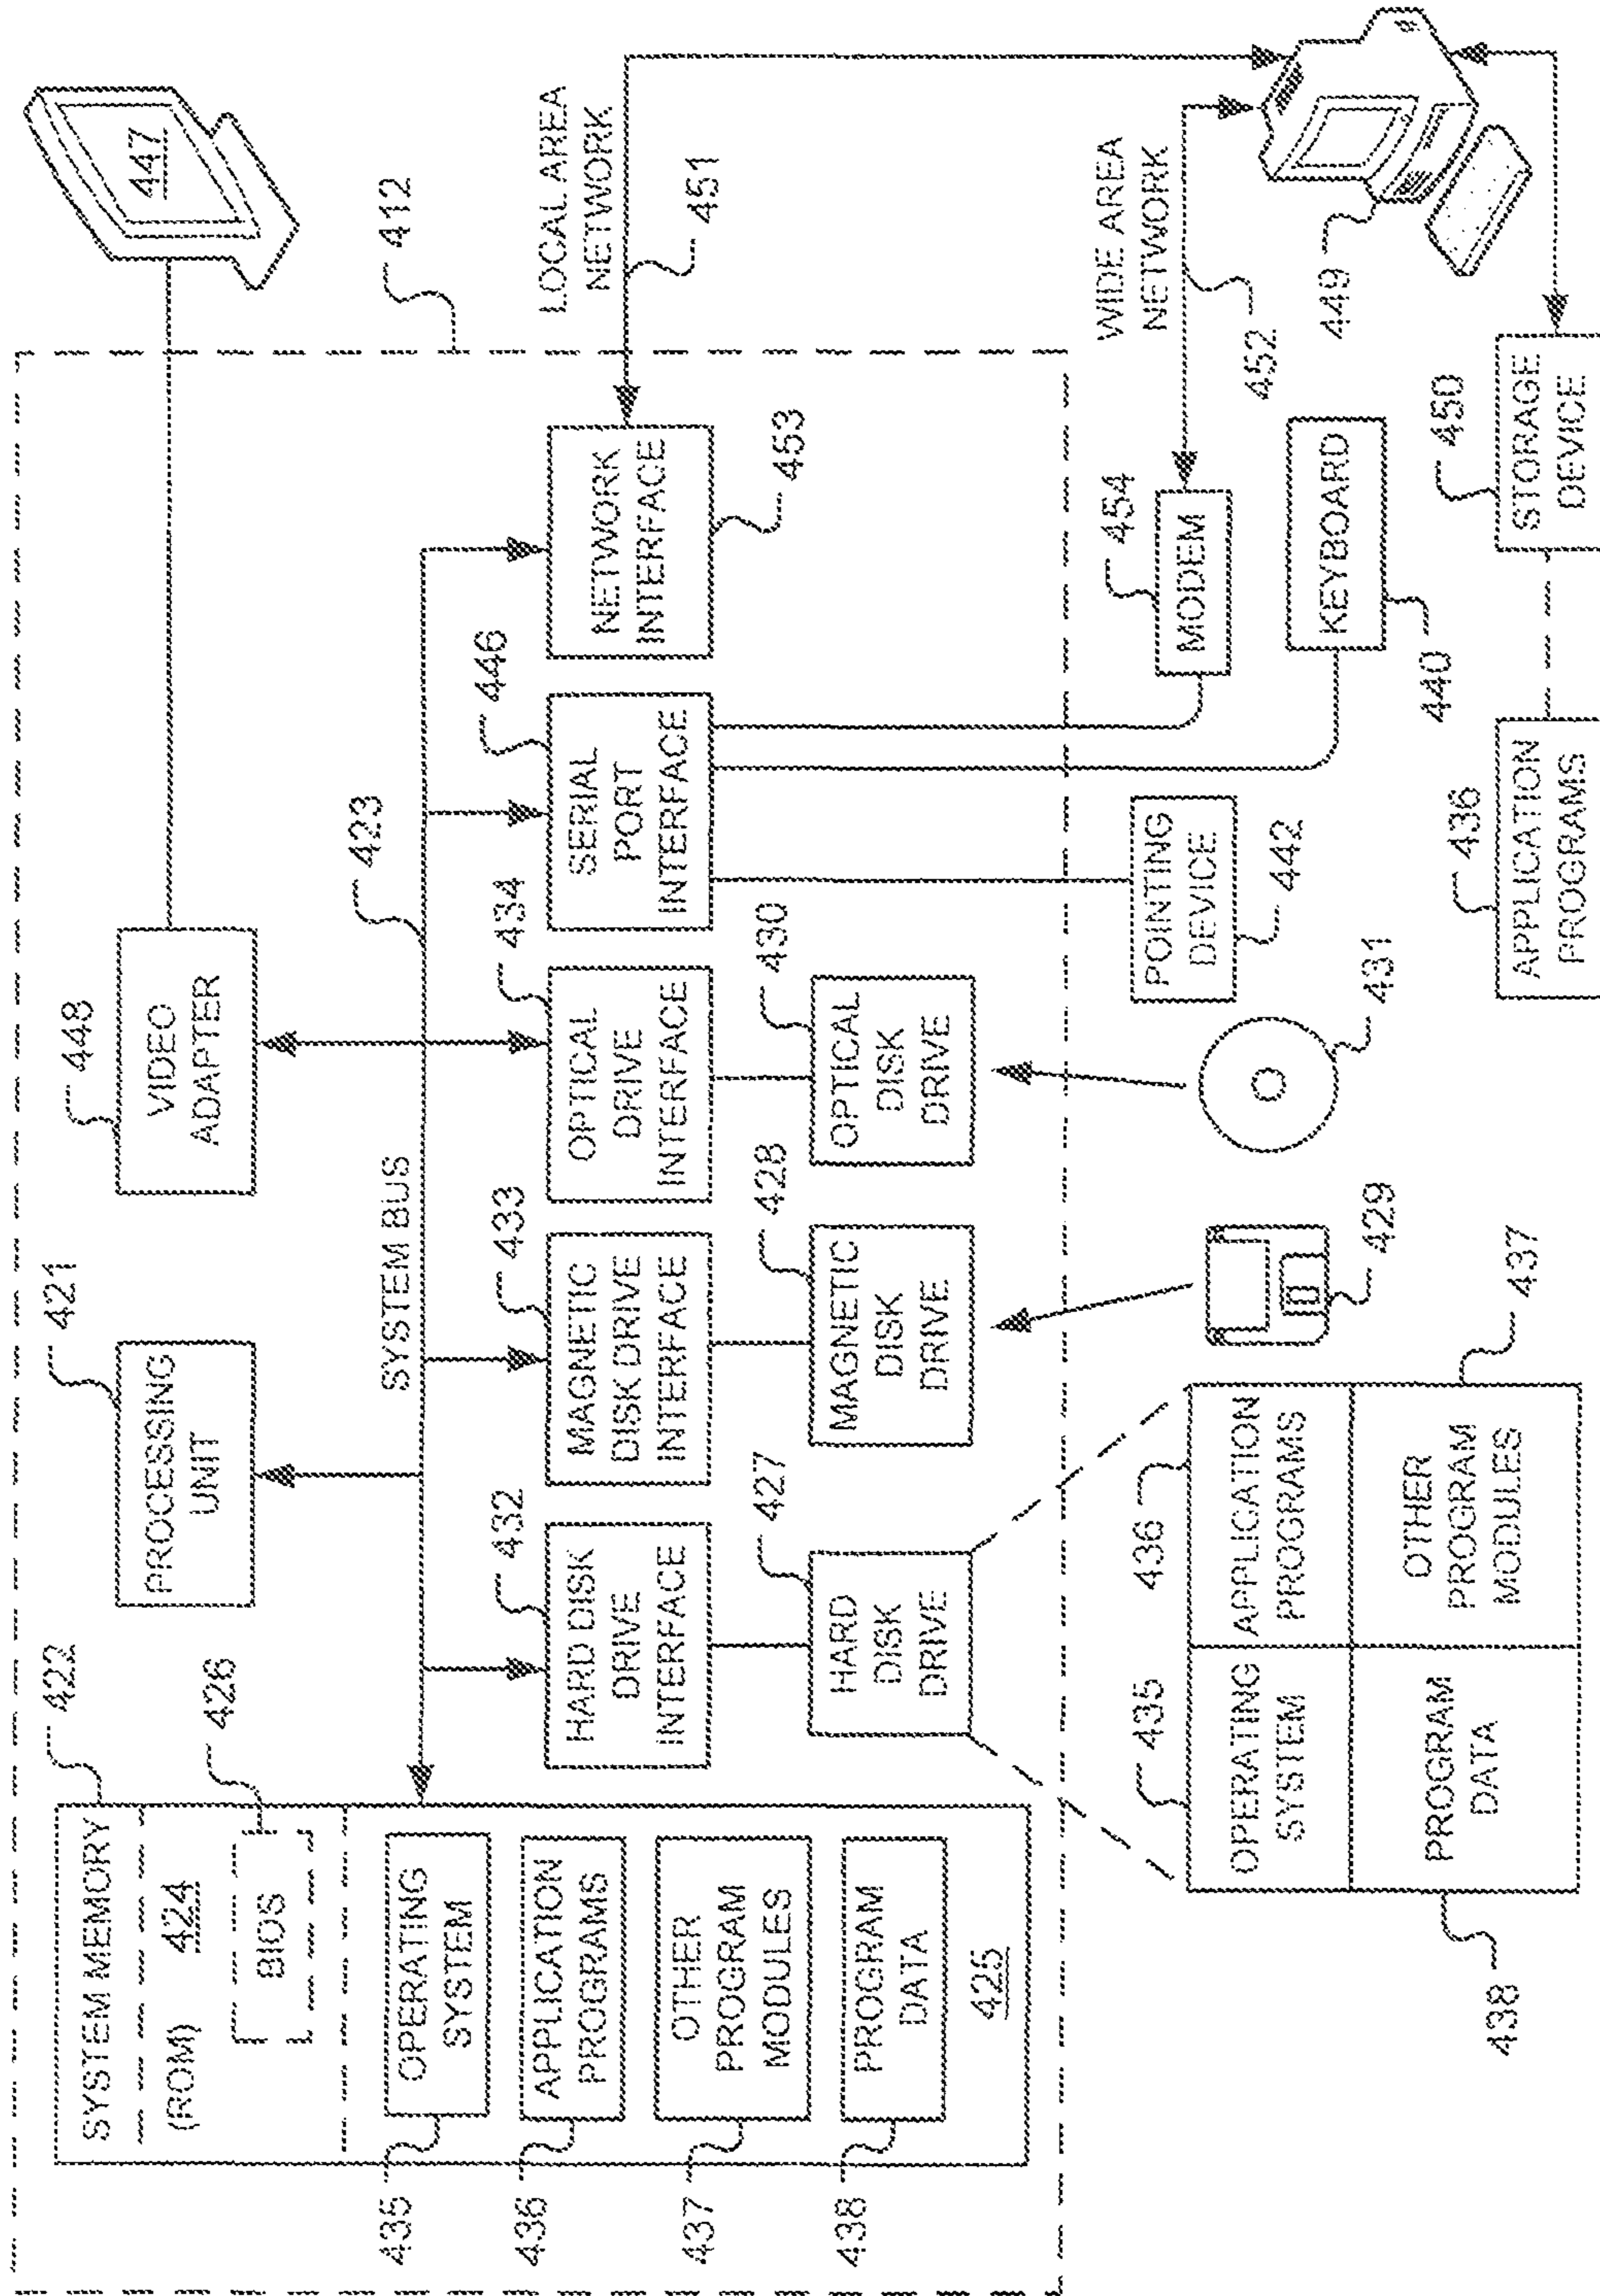 447
412
LOCAL AREA
NETWORK
451
WIDE AREA
NETWORK
452
449
448
VIDEO
ADAPTER
421
PROCESSING
UNIT
422
SYSTEM MEMORY
(ROM) 424
426
BIOS
OPERATING
SYSTEM
435
APPLICATION
PROGRAMS
436
OTHER
PROGRAM
MODULES
437
PROGRAM
DATA
438
425
SYSTEM BUS
423
432
HARD DISK
DRIVE
INTERFACE
433
MAGNETIC
DISK DRIVE
INTERFACE
434
OPTICAL
DRIVE
INTERFACE
446
SERIAL
PORT
INTERFACE
NETWORK
INTERFACE
453
427
HARD
DISK
DRIVE
428
MAGNETIC
DISK
DRIVE
430
OPTICAL
DISK
DRIVE
454
MODEM
KEYBOARD
440
POINTING
DEVICE
442
431
429
435
OPERATING
SYSTEM
436
APPLICATION
PROGRAMS
OTHER
PROGRAM
MODULES
437
PROGRAM
DATA
438
450
STORAGE
DEVICE
436
APPLICATION
PROGRAMS